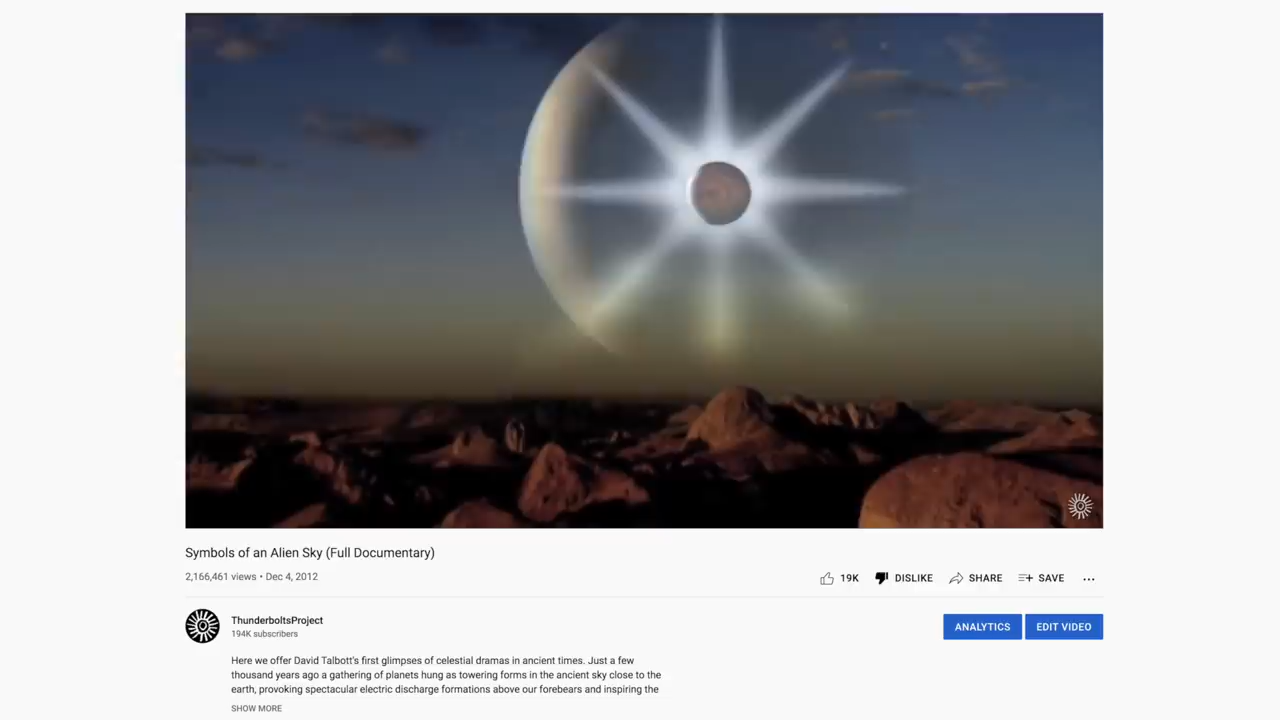 Symbols of an Alien Sky (Full Documentary)
2,166,461 views • Dec 4, 2012
19K DISLIKE SHARE SAVE ...
ThunderboltsProject
194K subscribers
ANALYTICS EDIT VIDEO
Here we offer David Talbott's first glimpses of celestial dramas in ancient times. Just a few
thousand years ago a gathering of planets hung as towering forms in the ancient sky close to the
earth, provoking spectacular electric discharge formations above our forebears and inspiring the
SHOW MORE